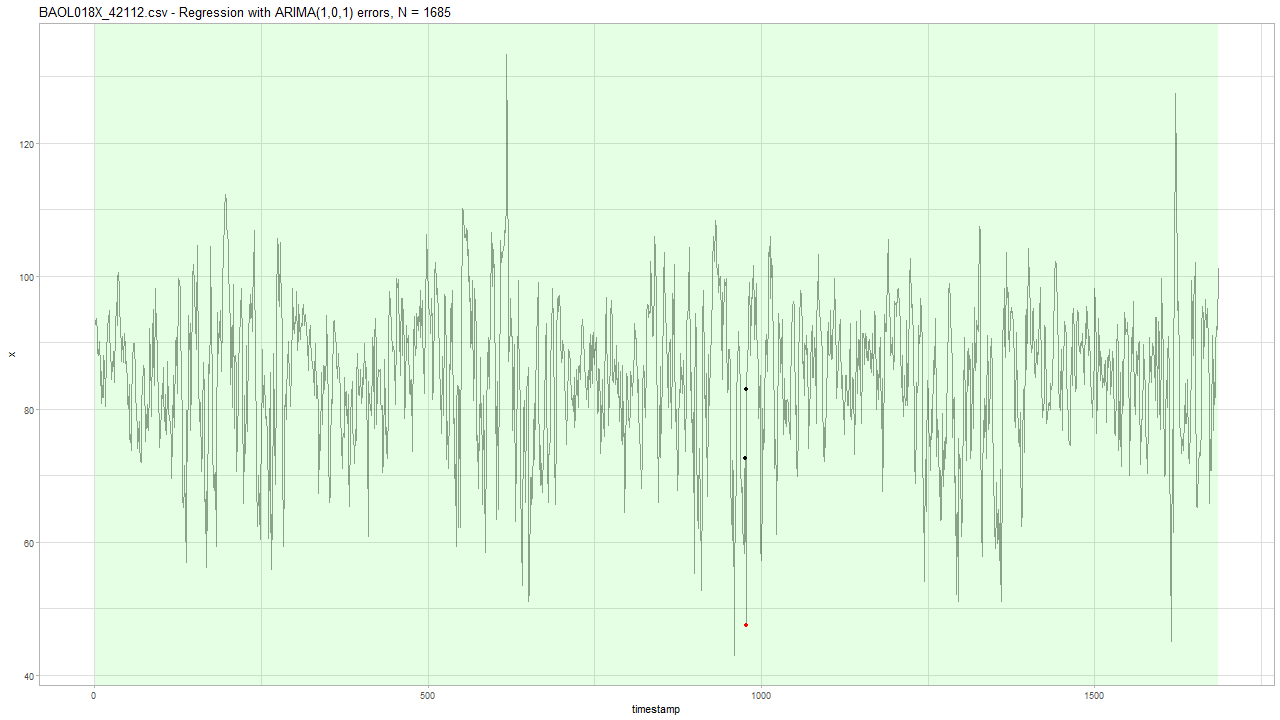 BAOL018X_42112.csv - Regression with ARIMA(1,0,1) errors, N = 1685
120
100
x
80
60
40
0 500 1000 1500
timestamp